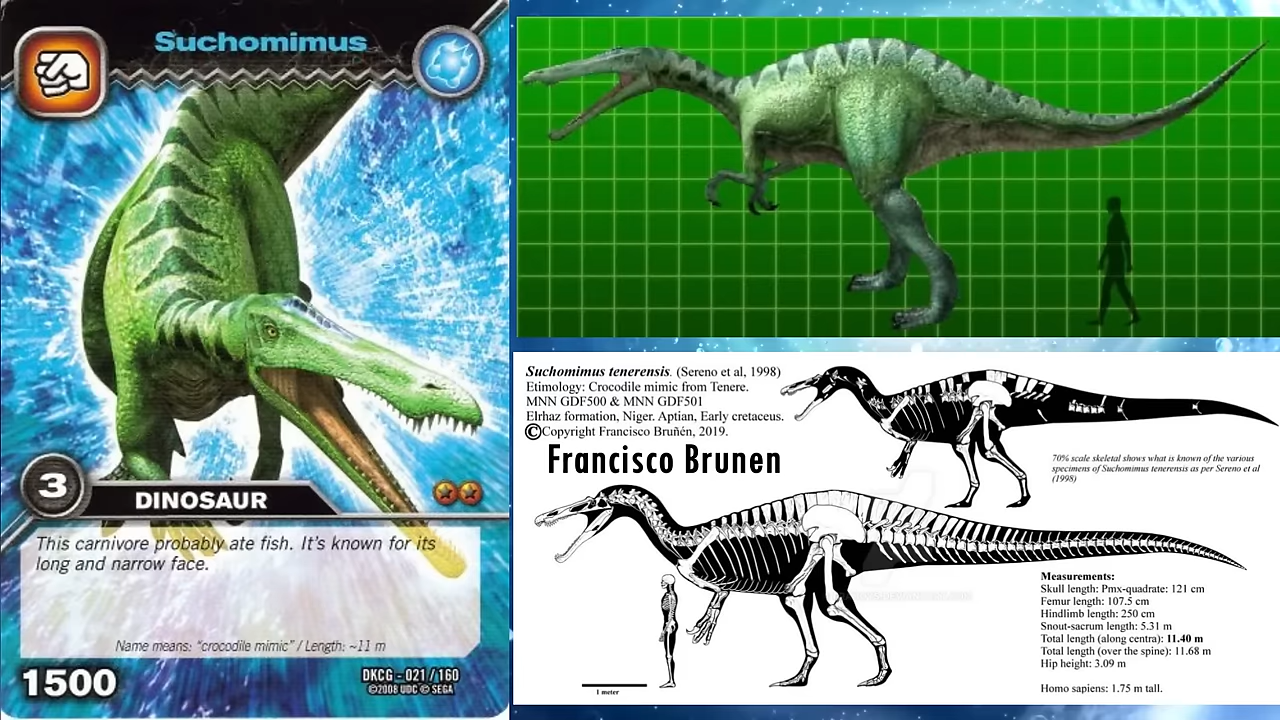 Suchomimus
3
DINOSAUR
This carnivore probably ate fish. It's known for its
long and narrow face.
Name means: "crocodile mimic" / Length: ~11 m
1500
DKCG - 021/160
©2008 UDC © SEGA
Suchomimus tenerensis. (Sereno et al, 1998)
Etimology: Crocodile mimic from Tenere.
MNN GDF500 & MNN GDF501
Elrhaz formation, Niger. Aptian, Early cretaceus.
©Copyright Francisco Bruñén, 2019.
Francisco Brunen
70% scale skeletal shows what is known of the various
specimens of Suchomimus tenerensis as per Sereno et al
(1998)
Measurements:
Skull length: Pmx-quadrate: 121 cm
Femur length: 107.5 cm
Hindlimb length: 250 cm
Snout-sacrum length: 5.31 m
Total length (along centra): 11.40 m
Total length (over the spine): 11.68 m
Hip height: 3.09 m
Homo sapiens: 1.75 m tall.
1 meter